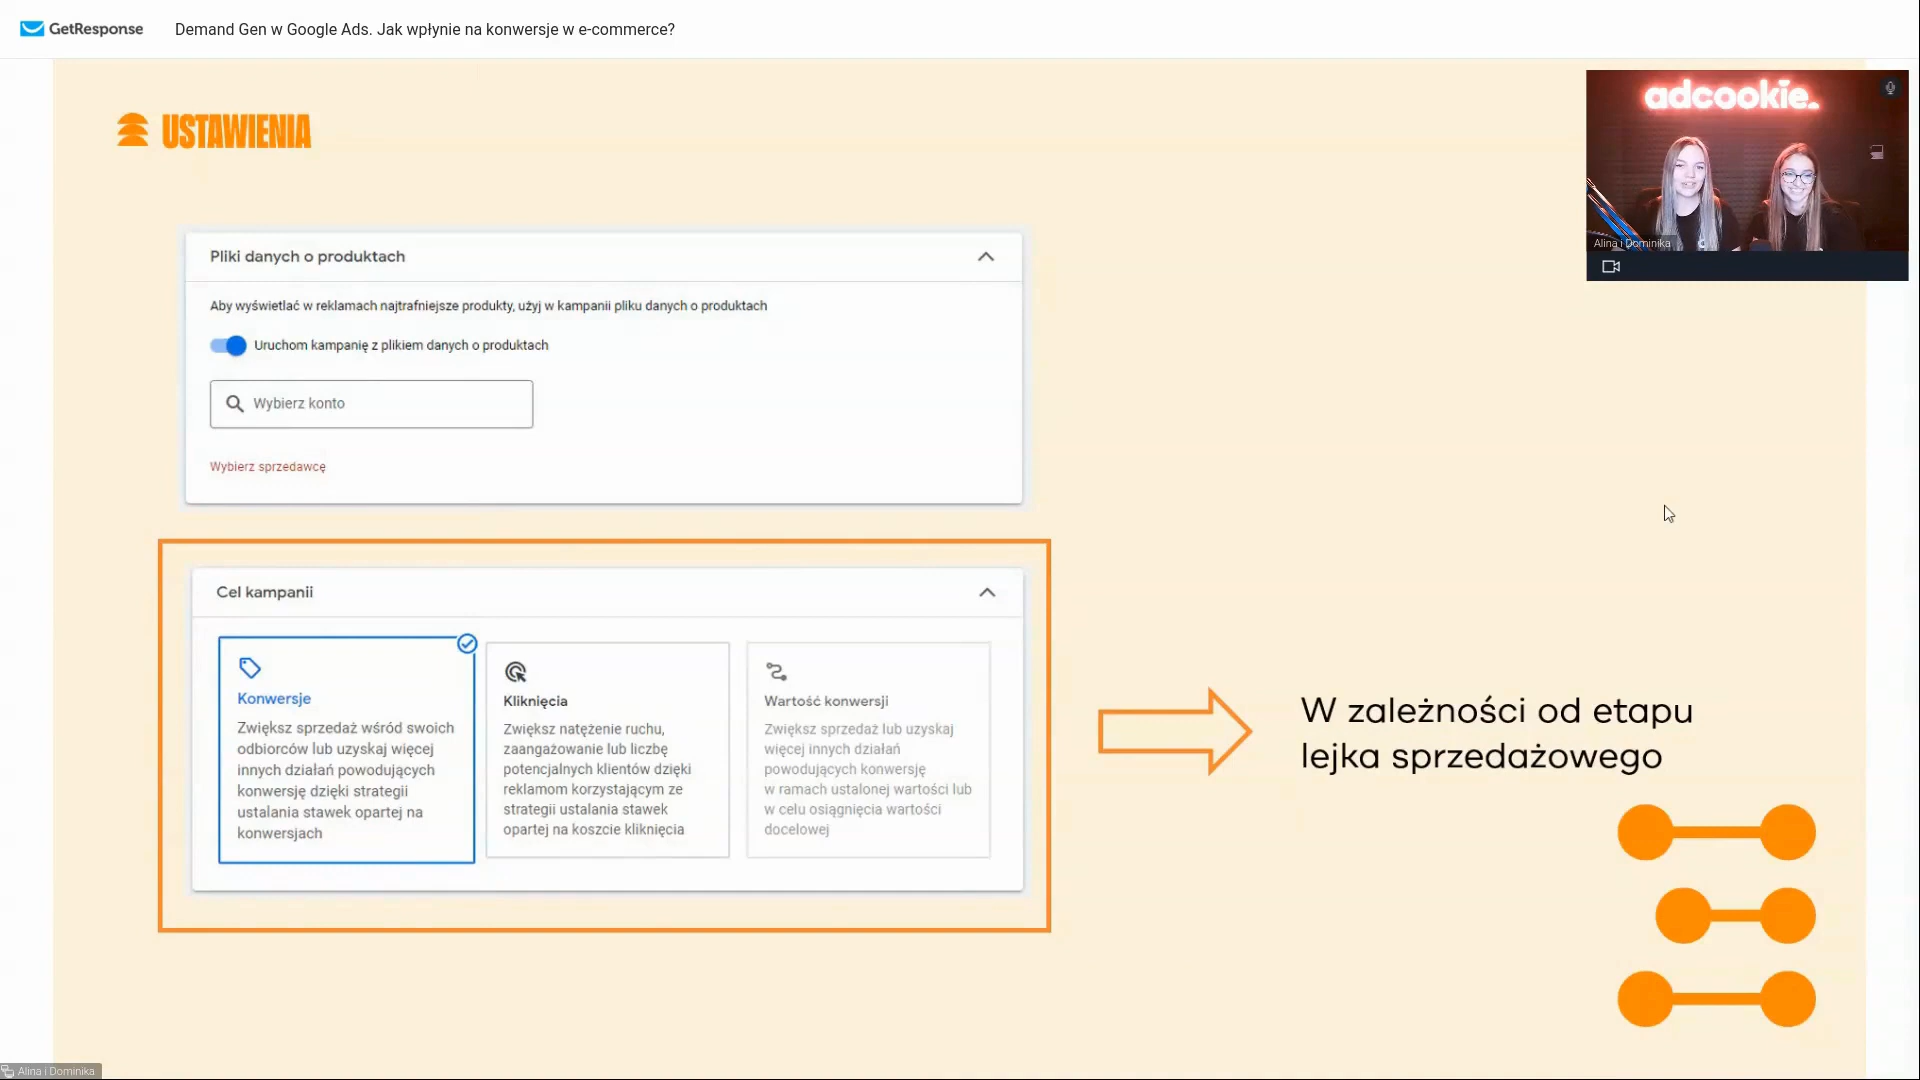 GetResponse
Demand Gen w Google Ads. Jak wpłynie na konwersje w e-commerce?
USTAWIENIA
adcookie.
Alina i Dominika
Pliki danych o produktach
Aby wyświetlać w reklamach najtrafniejsze produkty, użyj w kampanii pliku danych o produktach
Uruchom kampanię z plikiem danych o produktach
Wybierz konto
Wybierz sprzedawcę
Cel kampanii
Konwersje
Zwiększ sprzedaż wśród swoich
odbiorców lub uzyskaj więcej
innych działań powodujących
konwersję dzięki strategii
ustalania stawek opartej na
konwersjach
Kliknięcia
Zwiększ natężenie ruchu,
zaangażowanie lub liczbę
potencjalnych klientów dzięki
reklamom korzystającym ze
strategii ustalania stawek
opartej na koszcie kliknięcia
Wartość konwersji
Zwiększ sprzedaż lub uzyskaj
więcej innych działań
powodujących konwersję
w ramach ustalonej wartości lub
w celu osiągnięcia wartości
docelowej
W zależności od etapu
lejka sprzedażowego
Alina i Dominika